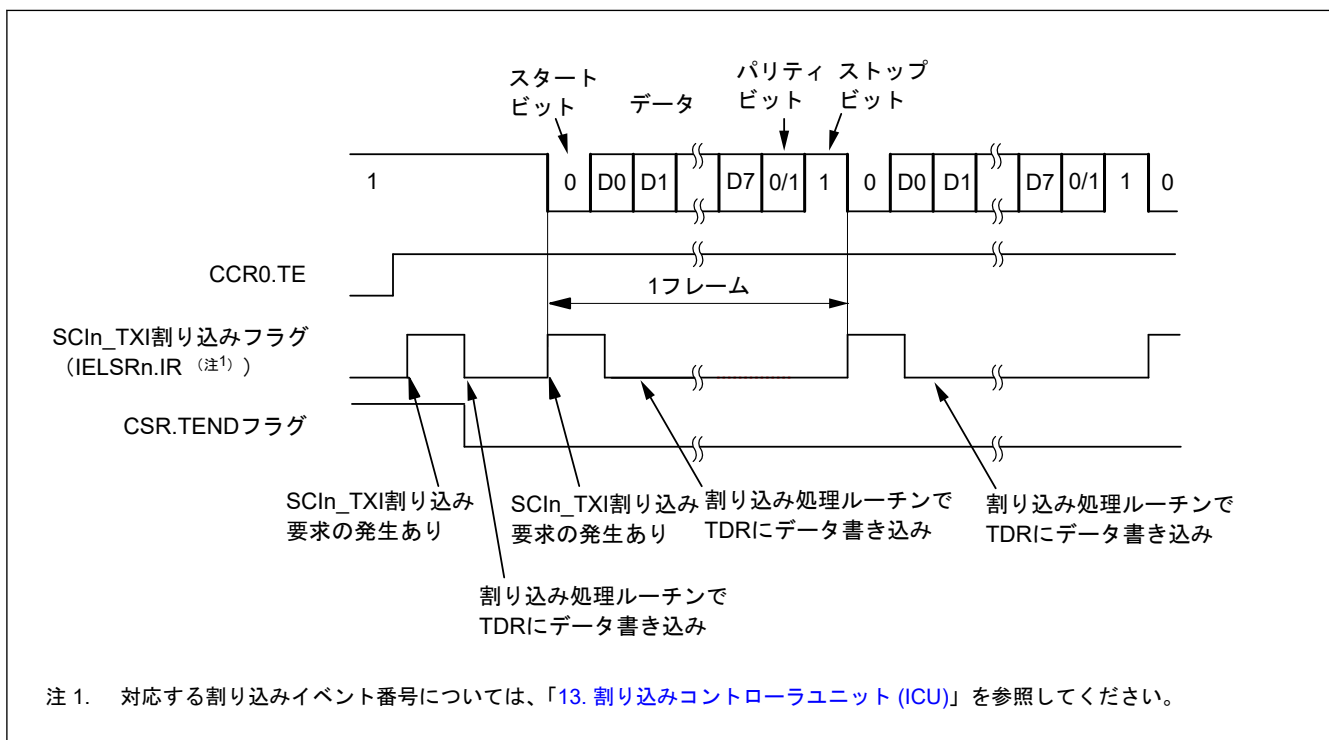 スタート
ビット
データ
パリティ
ビット
ストップ
ビット
1 0 D0 D1 D7 0/1 1 0 D0 D1 D7 0/1 1 0
CCR0.TE
1フレーム
SCIn_TXI割り込みフラグ
（IELSRn.IR （注1））
CSR.TENDフラグ
SCIn_TXI割り込み
要求の発生あり
SCIn_TXI割り込み
要求の発生あり
割り込み処理ルーチンで
TDRにデータ書き込み
割り込み処理ルーチンで
TDRにデータ書き込み
割り込み処理ルーチンで
TDRにデータ書き込み
注 1. 対応する割り込みイベント番号については、「13. 割り込みコントローラユニット (ICU)」を参照してください。